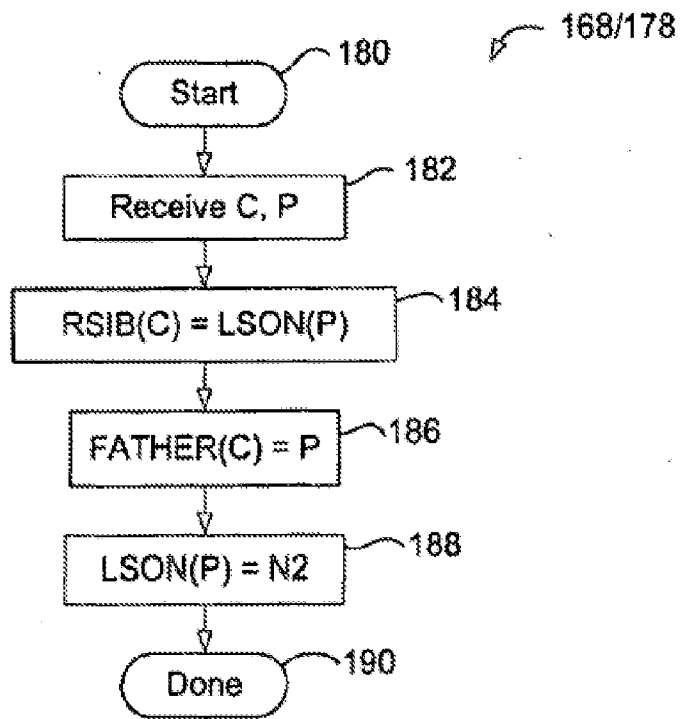 168/178
180
Start
182
Receive C, P
184
RSIB(C) = LSON(P)
186
FATHER(C) = P
188
LSON(P) = N2
190
Done